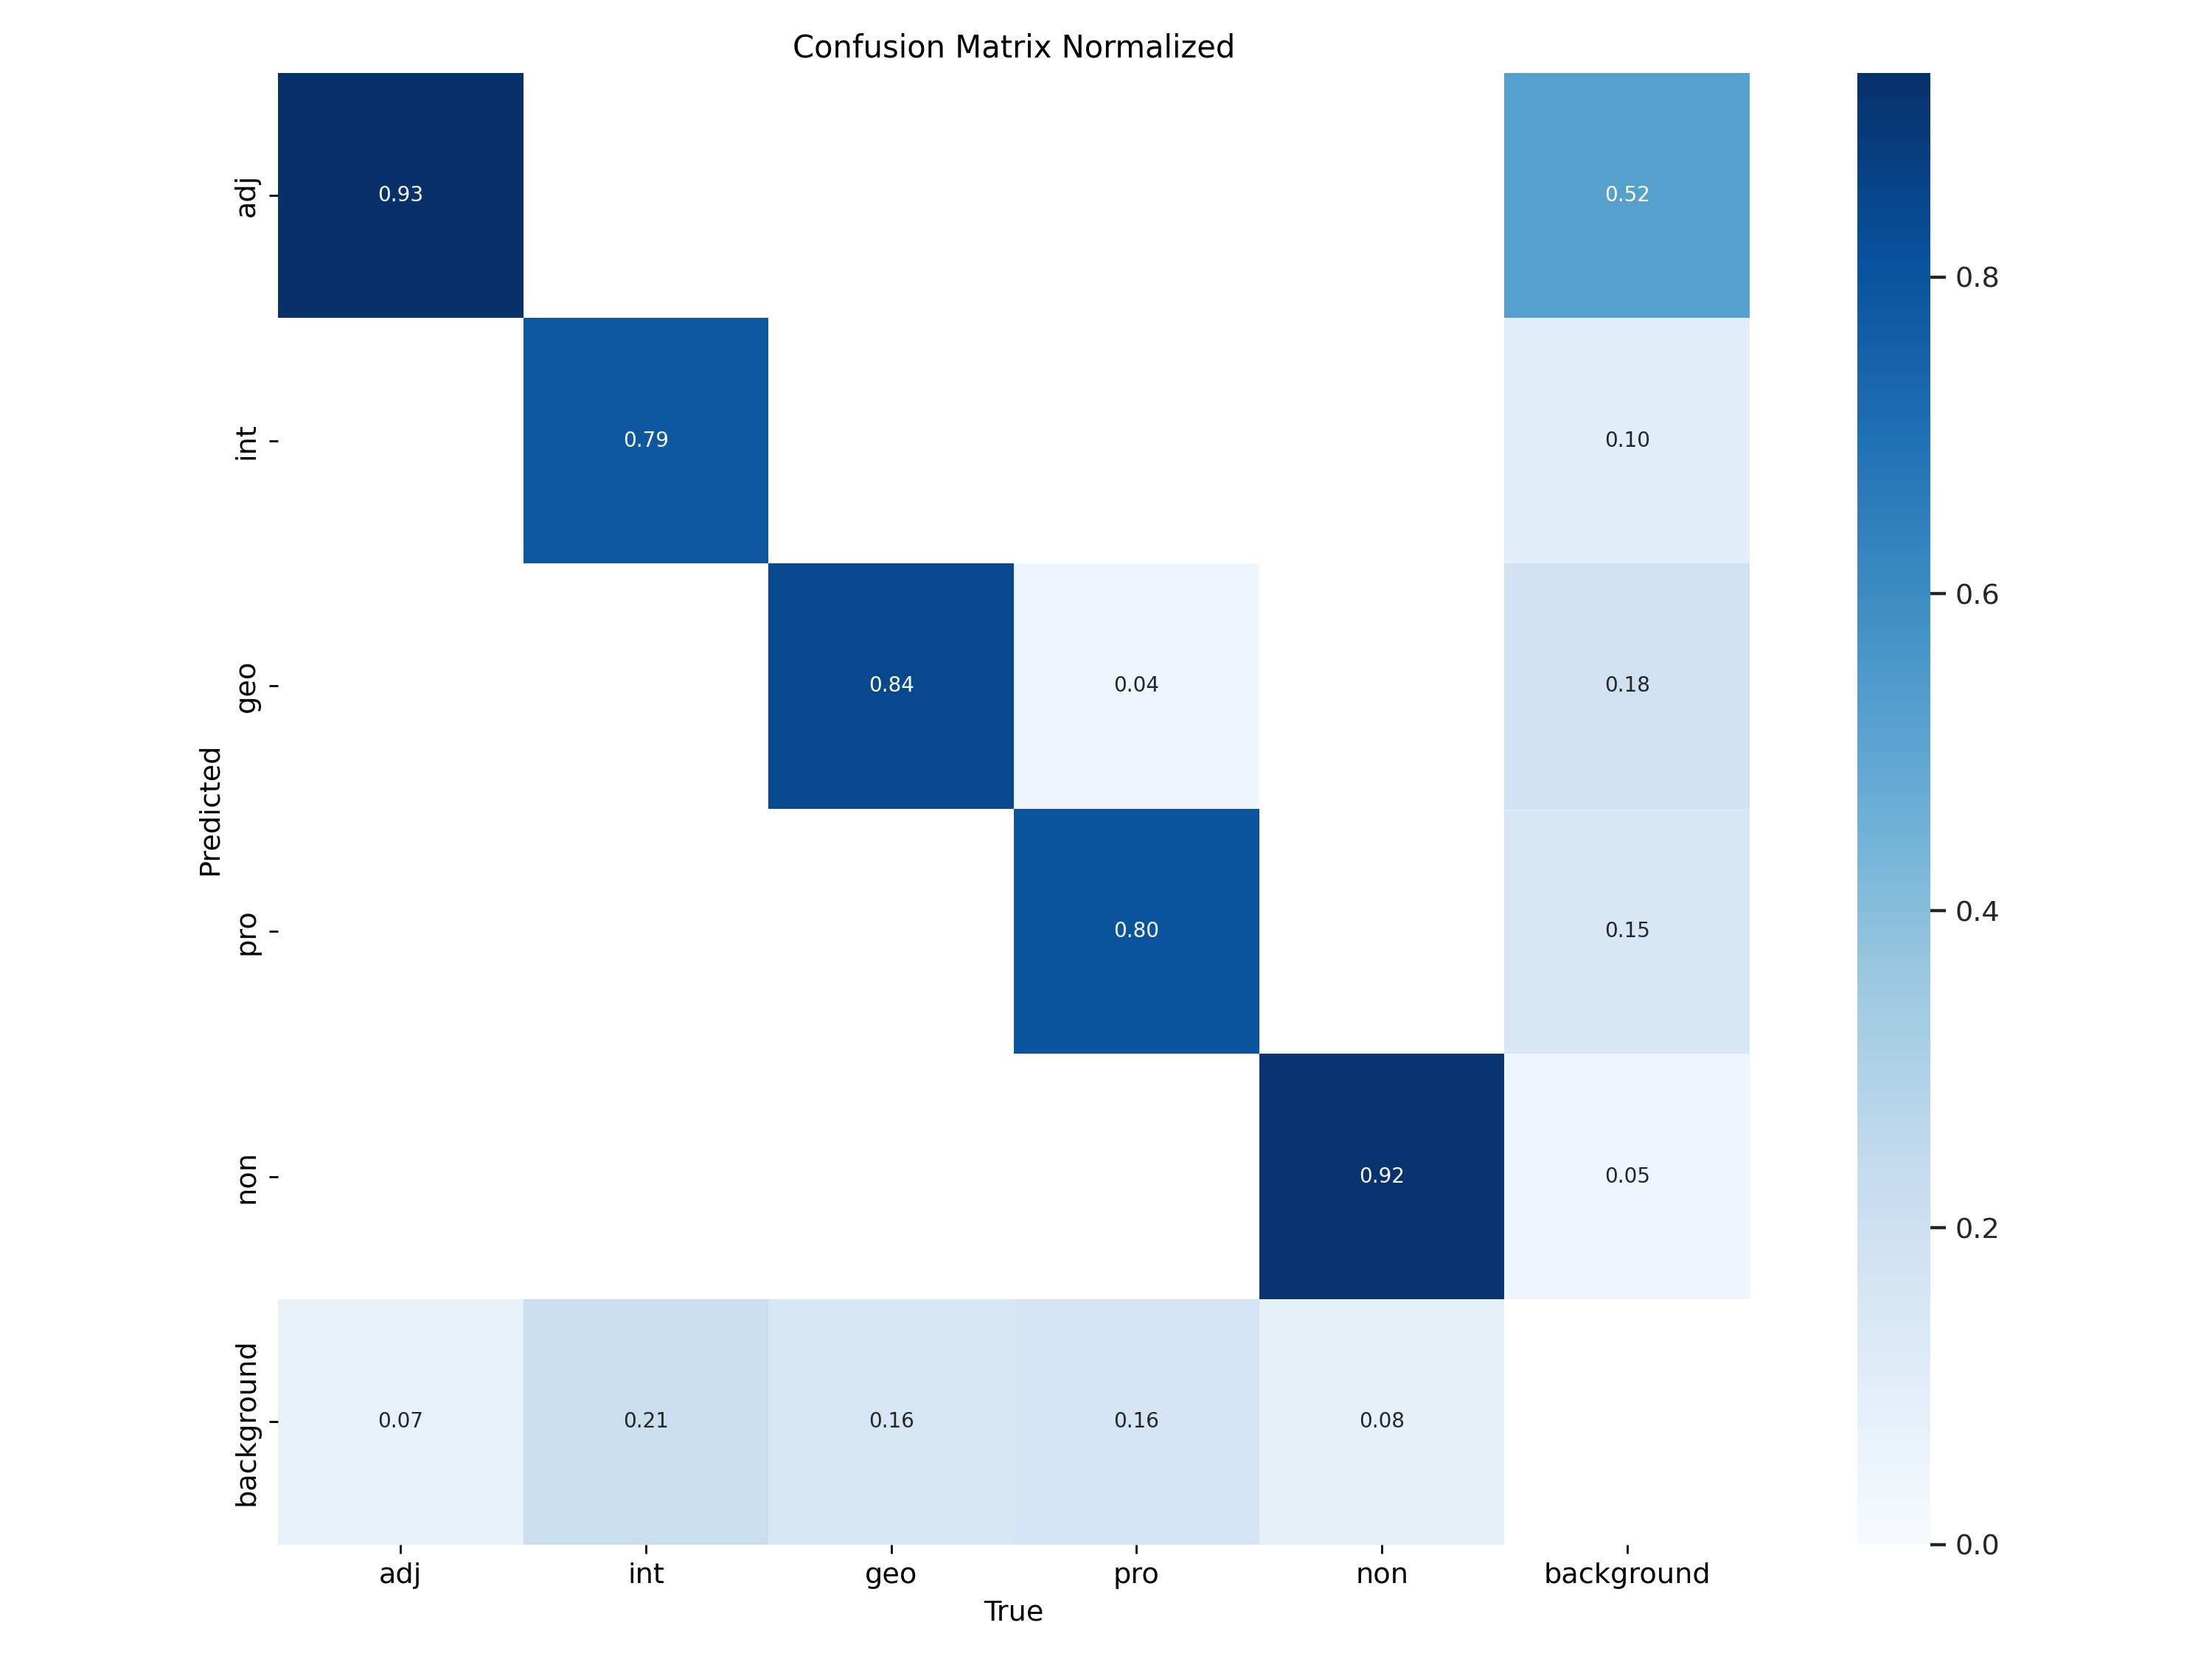 Confusion Matrix Normalized
adj
0.93
0.52
0.8
int
0.79
0.10
0.6
geo
0.84
0.04
0.18
Predicted
0.4
pro
0.80
0.15
non
0.92
0.05
0.2
background
0.07
0.21
0.16
0.16
0.08
0.0
adj
int
geo
pro
non
background
True